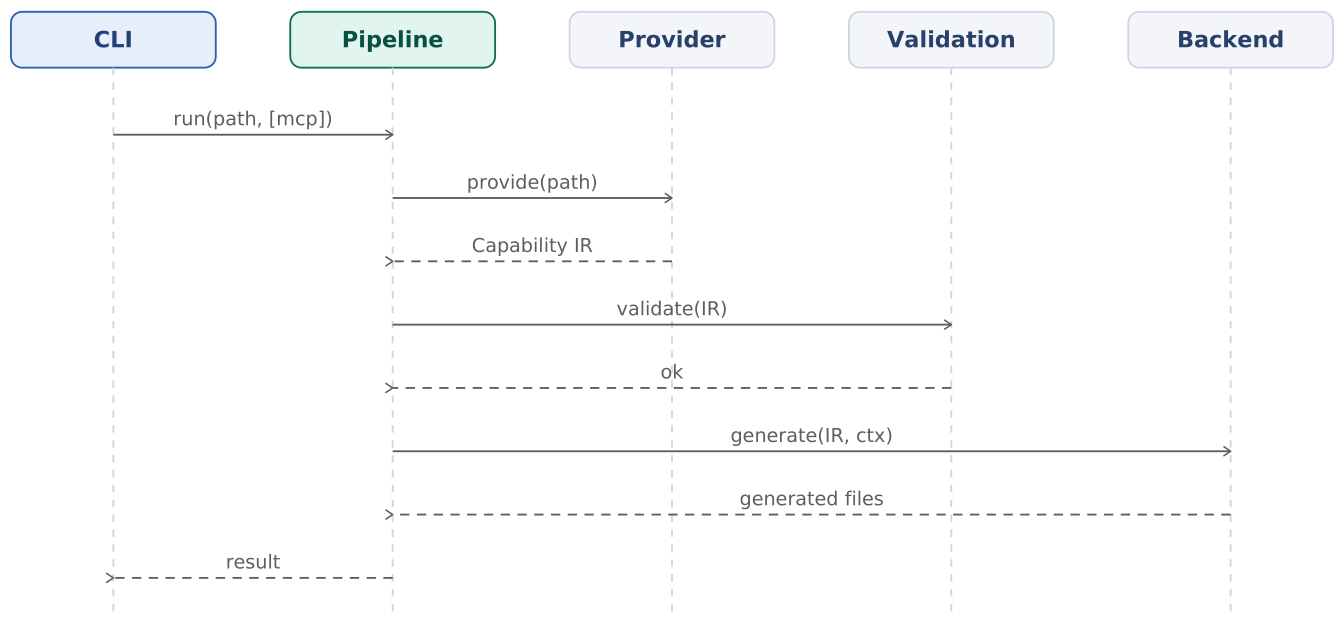 CLI
Pipeline
Provider
Validation
Backend
run(path, [mcp])
provide(path)
Capability IR
validate(IR)
ok
generate(IR, ctx)
generated files
result